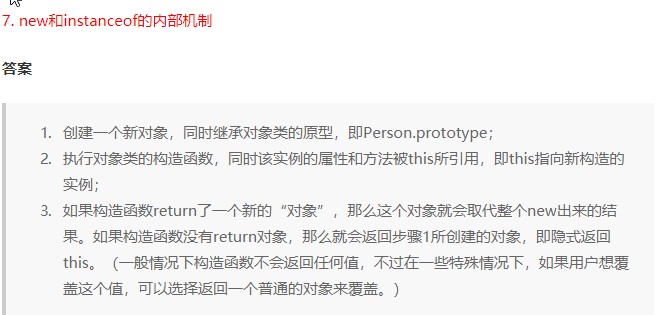 7. new和instanceof的内部机制
答案
1. 创建一个新对象，同时继承对象类的原型，即Person.prototype；
2. 执行对象类的构造函数，同时该实例的属性和方法被this所引用，即this指向新构造的
实例；
3. 如果构造函数return了一个新的“对象”，那么这个对象就会取代整个new出来的结
果。如果构造函数没有return对象，那么就会返回步骤1所创建的对象，即隐式返回
this。（一般情况下构造函数不会返回任何值，不过在一些特殊情况下，如果用户想覆
盖这个值，可以选择返回一个普通的对象来覆盖。）